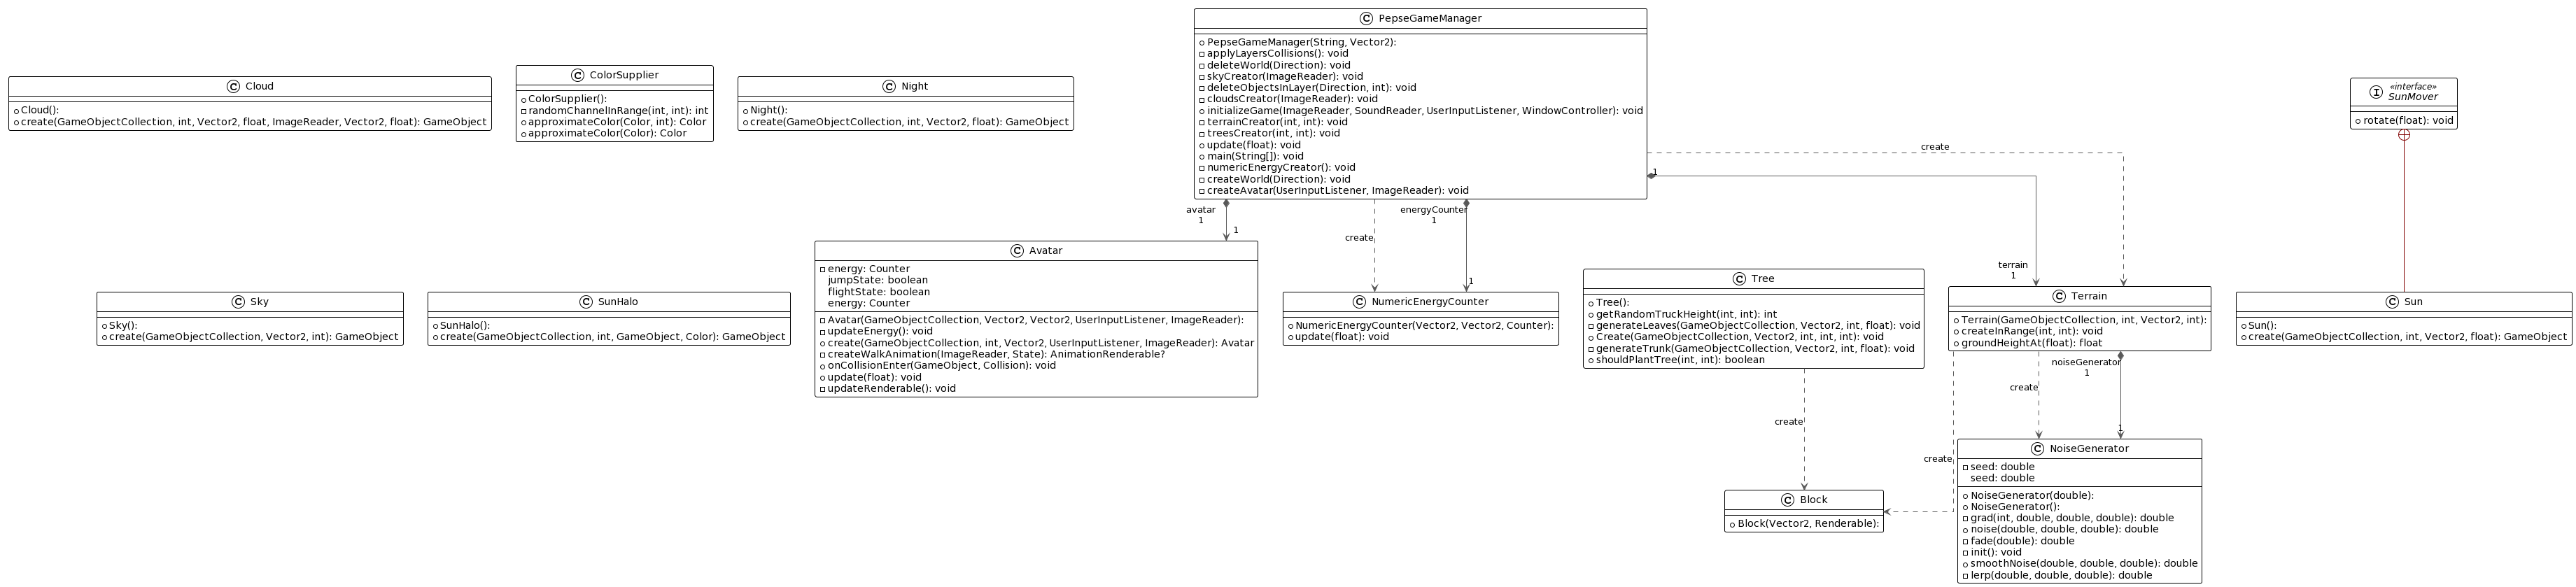 PepseGameManager
PepseGameManager(String, Vector2):
applyLayersCollisions(): void
deleteWorld(Direction): void
skyCreator(ImageReader): void
deleteObjectsInLayer(Direction, int): void
cloudsCreator(ImageReader): void
initializeGame(ImageReader, SoundReader, UserInputListener, WindowController): void
terrainCreator(int, int): void
treesCreator(int, int): void
update(float): void
main(String[]): void
numericEnergyCreator(): void
createWorld(Direction): void
createAvatar(UserInputListener, ImageReader): void
C Cloud
Cloud():
create(GameObjectCollection, int, Vector2, float, ImageReader, Vector2, float): GameObject
C ColorSupplier
ColorSupplier():
randomChannelInRange(int, int): int
approximateColor(Color, int): Color
approximateColor(Color): Color
C Night
Night():
create(GameObjectCollection, int, Vector2, float): GameObject
I «interface»
SunMover
rotate(float): void
create
1
avatar
1
1
create
energyCounter
1
1
terrain
1
C Avatar
energy: Counter
jumpState: boolean
flightState: boolean
energy: Counter
Avatar(GameObjectCollection, Vector2, Vector2, UserInputListener, ImageReader):
updateEnergy(): void
create(GameObjectCollection, int, Vector2, UserInputListener, ImageReader): Avatar
createWalkAnimation(ImageReader, State): AnimationRenderable?
onCollisionEnter(GameObject, Collision): void
update(float): void
updateRenderable(): void
C Sky
Sky():
create(GameObjectCollection, Vector2, int): GameObject
C SunHalo
SunHalo():
create(GameObjectCollection, int, GameObject, Color): GameObject
C NumericEnergyCounter
NumericEnergyCounter(Vector2, Vector2, Counter):
update(float): void
C Tree
Tree():
getRandomTruckHeight(int, int): int
generateLeaves(GameObjectCollection, Vector2, int, float): void
Create(GameObjectCollection, Vector2, int, int, int): void
generateTrunk(GameObjectCollection, Vector2, int, float): void
shouldPlantTree(int, int): boolean
C Terrain
Terrain(GameObjectCollection, int, Vector2, int):
createInRange(int, int): void
groundHeightAt(float): float
C Sun
Sun():
create(GameObjectCollection, int, Vector2, float): GameObject
create
create
create
noiseGenerator
1
1
C Block
Block(Vector2, Renderable):
C NoiseGenerator
seed: double
seed: double
NoiseGenerator(double):
NoiseGenerator():
grad(int, double, double, double): double
noise(double, double, double): double
fade(double): double
init(): void
smoothNoise(double, double, double): double
lerp(double, double, double): double